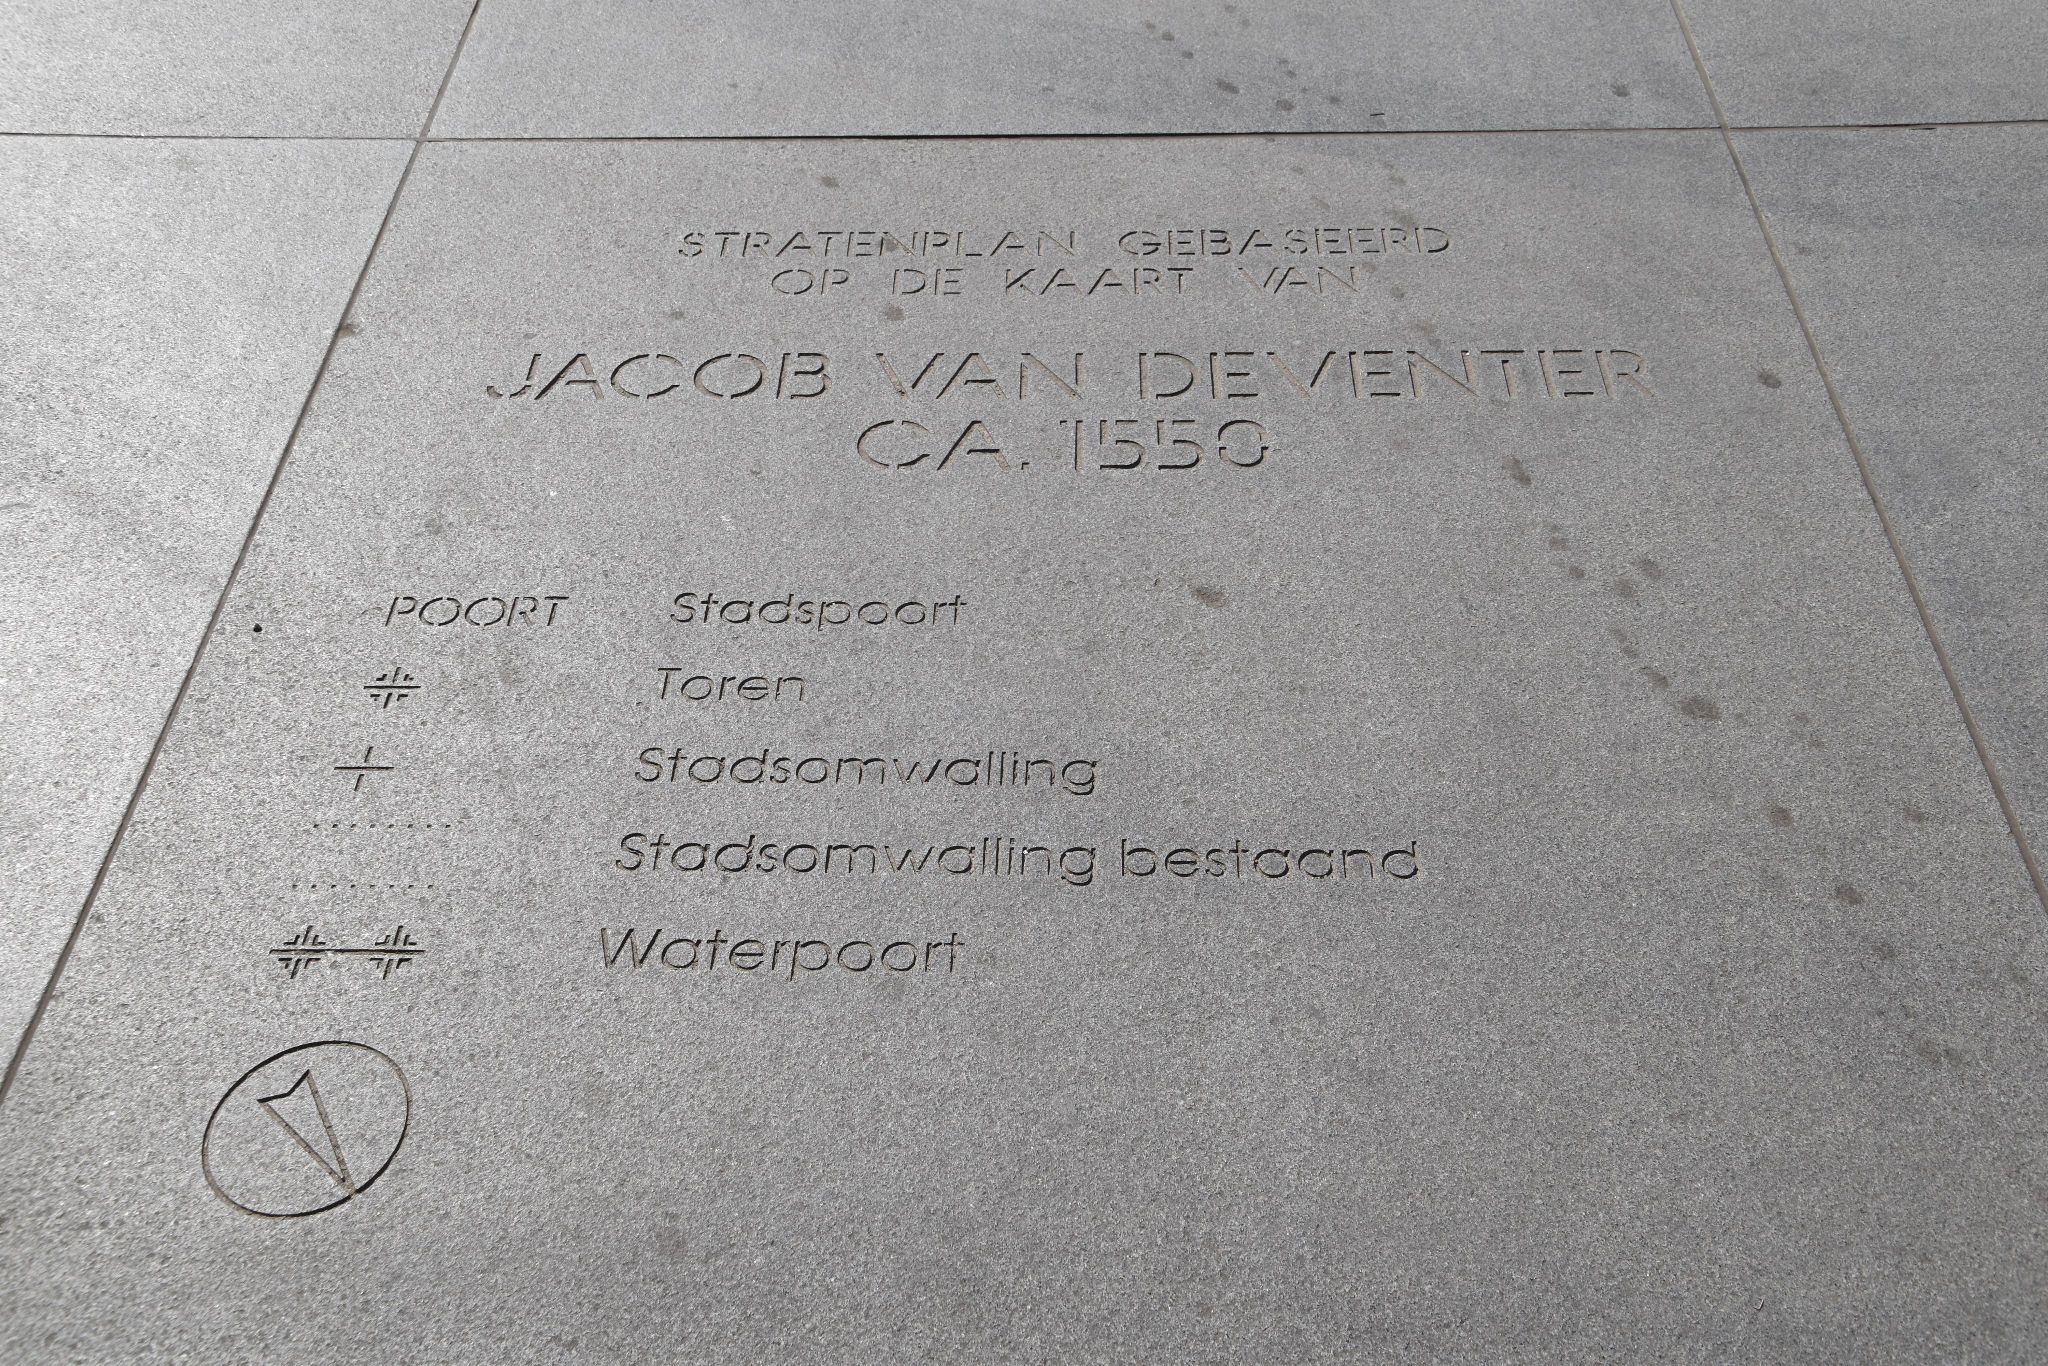 STRATENPLAN GEBASEERD
OP DE KAART VAN
JACOB VAN DEVENTER
CA. 1550
POORT Stadspoort
Toren
Stadsomwalling
Stadsomwalling bestaand
Waterpoort